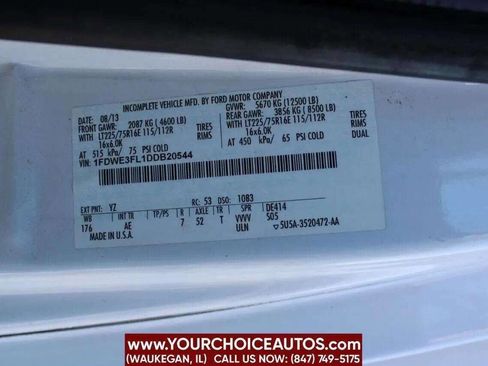 INCOMPLETE VEHICLE MFD. BY FORD MOTOR COMPANY
DATE: 08/13 GVWR: 5670 KG (12500 LB)
FRONT GAWR: 2087 KG (4600 LB) REAR GAWR: 3856 KG (8500 LB)
WITH LT225/75R16E 115/112R TIRES WITH LT225/75R16E 115/112R TIRES
16x6.0K RIMS 16x6.0K RIMS
AT 515 kPa/ 75 PSI COLD AT 450 kPa/ 65 PSI COLD DUAL
VIN: 1FDWE3FL1DDB20544
EXT PNT: YZ RC: 53 DSO: 1083
WB INT TR TP/PS R AXLE TR SPR DE414
176 AE 7 52 T VVVV S05
MADE IN U.S.A. ULN 5U5A-3520472-AA
WWW.YOURCHOICEAUTOS.COM
(WAUKEGAN, IL) CALL US NOW: (847) 749-5175